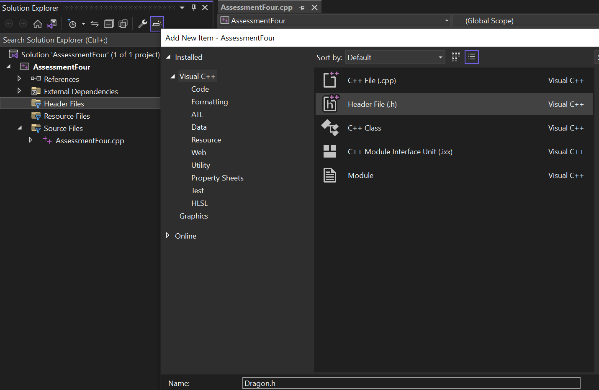 Solution Explorer
AssessmentFour.cpp
AssessmentFour
(Global Scope)
Search Solution Explorer (Ctrl+;)
Solution 'AssessmentFour' (1 of 1 project)
AssessmentFour
References
External Dependencies
Header Files
Resource Files
Source Files
AssessmentFour.cpp
Add New Item - AssessmentFour
Installed
Visual C++
Code
Formatting
ATL
Data
Resource
Web
Utility
Property Sheets
Test
HLSL
Graphics
Online
Sort by: Default
C++ File (.cpp) Visual C++
Header File (.h) Visual C++
C++ Class Visual C++
C++ Module Interface Unit (.ixx) Visual C++
Module Visual C++
Name: Dragon.h